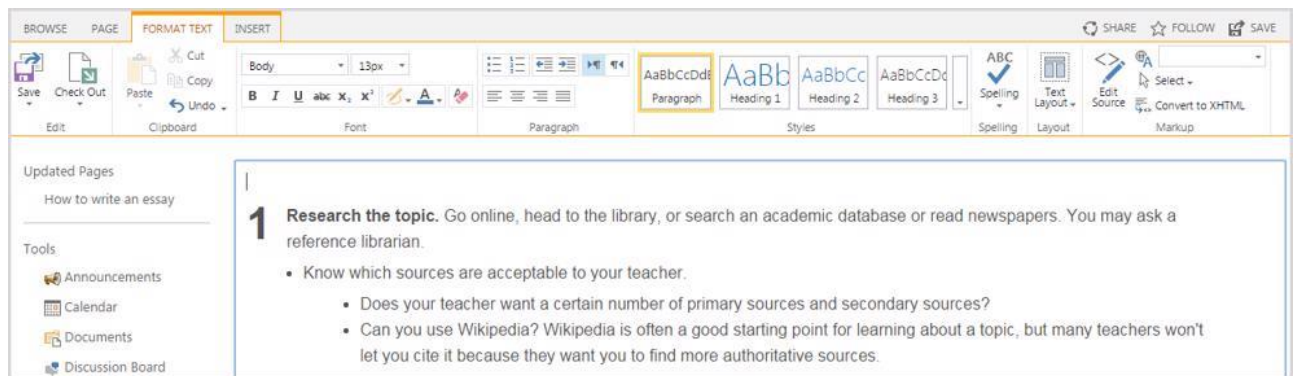 BROWSE PAGE FORMAT TEXT INSERT SHARE FOLLOW SAVE
Save
Check Out
Edit
Paste
Cut
Copy
Undo
Clipboard
Body 13px
B I U abc X₂ X² A
Font
Paragraph
AaBbCcDdE
Paragraph
AaBb
Heading 1
AaBbCc
Heading 2
AaBbCcDc
Heading 3
Styles
ABC
Spelling
Spelling
Text
Layout
Layout
Edit
Source
Select
Convert to XHTML
Markup
Updated Pages
How to write an essay
Tools
Announcements
Calendar
Documents
Discussion Board
1 Research the topic. Go online, head to the library, or search an academic database or read newspapers. You may ask a
reference librarian.
• Know which sources are acceptable to your teacher.
• Does your teacher want a certain number of primary sources and secondary sources?
• Can you use Wikipedia? Wikipedia is often a good starting point for learning about a topic, but many teachers won't
let you cite it because they want you to find more authoritative sources.